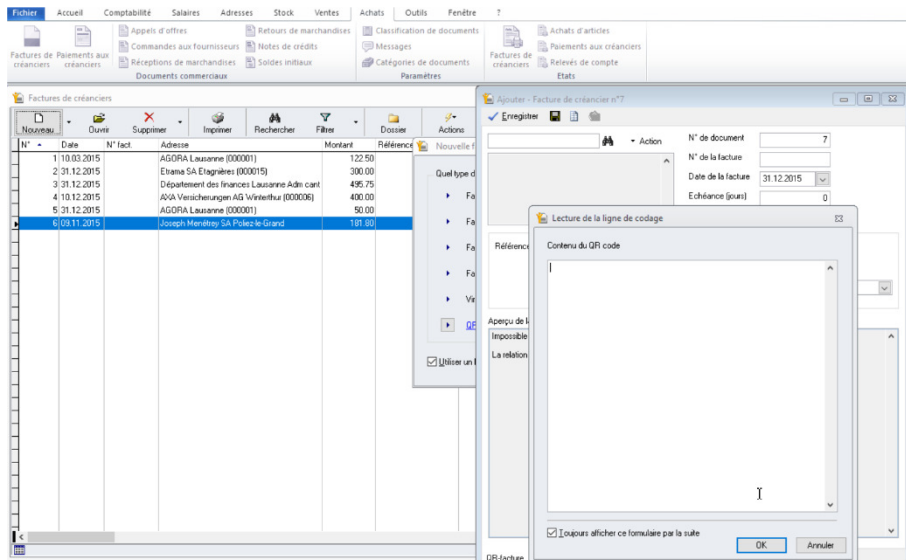 Fichier Accueil Comptabilité Salaires Adresses Stock Ventes Achats Outils Fenêtre ?
Factures de créanciers
Paiements aux créanciers
Appels d'offres
Commandes aux fournisseurs
Réceptions de marchandises
Retours de marchandises
Notes de crédits
Soldes initiaux
Documents commerciaux
Classification de documents
Messages
Catégories de documents
Paramètres
Factures de créanciers
Achats d'articles
Paiements aux créanciers
Relevés de compte
Etats
Factures de créanciers
Nouveau Ouvrir Supprimer Imprimer Rechercher Filtrer Dossier Actions
N° Date N° fact. Adresse Montant Référence
1 10.03.2015 AGORA Lausanne (000001) 122.50
2 31.12.2015 Etrama SA Etagnières (000015) 300.00
3 31.12.2015 Département des finances Lausanne Adm cant 495.75
4 10.12.2015 AXA Versicherungen AG Winterthur (000006) 400.00
5 31.12.2015 AGORA Lausanne (000001) 50.00
6 09.11.2015 Joseph Menétrey SA Poliez-le-Grand 181.80
Nouvelle f
Quel type d
Fa
Fa
Fa
Fa
Vir
QR
Utiliser un l
Ajouter - Facture de créancier n°7
Enregistrer
Action
N° de document 7
N° de la facture
Date de la facture 31.12.2015
Echéance (jours) 0
Référence
Aperçu de l
Impossible
La relation
QR-facture
Lecture de la ligne de codage
Contenu du QR code
Toujours afficher ce formulaire par la suite
OK Annuler